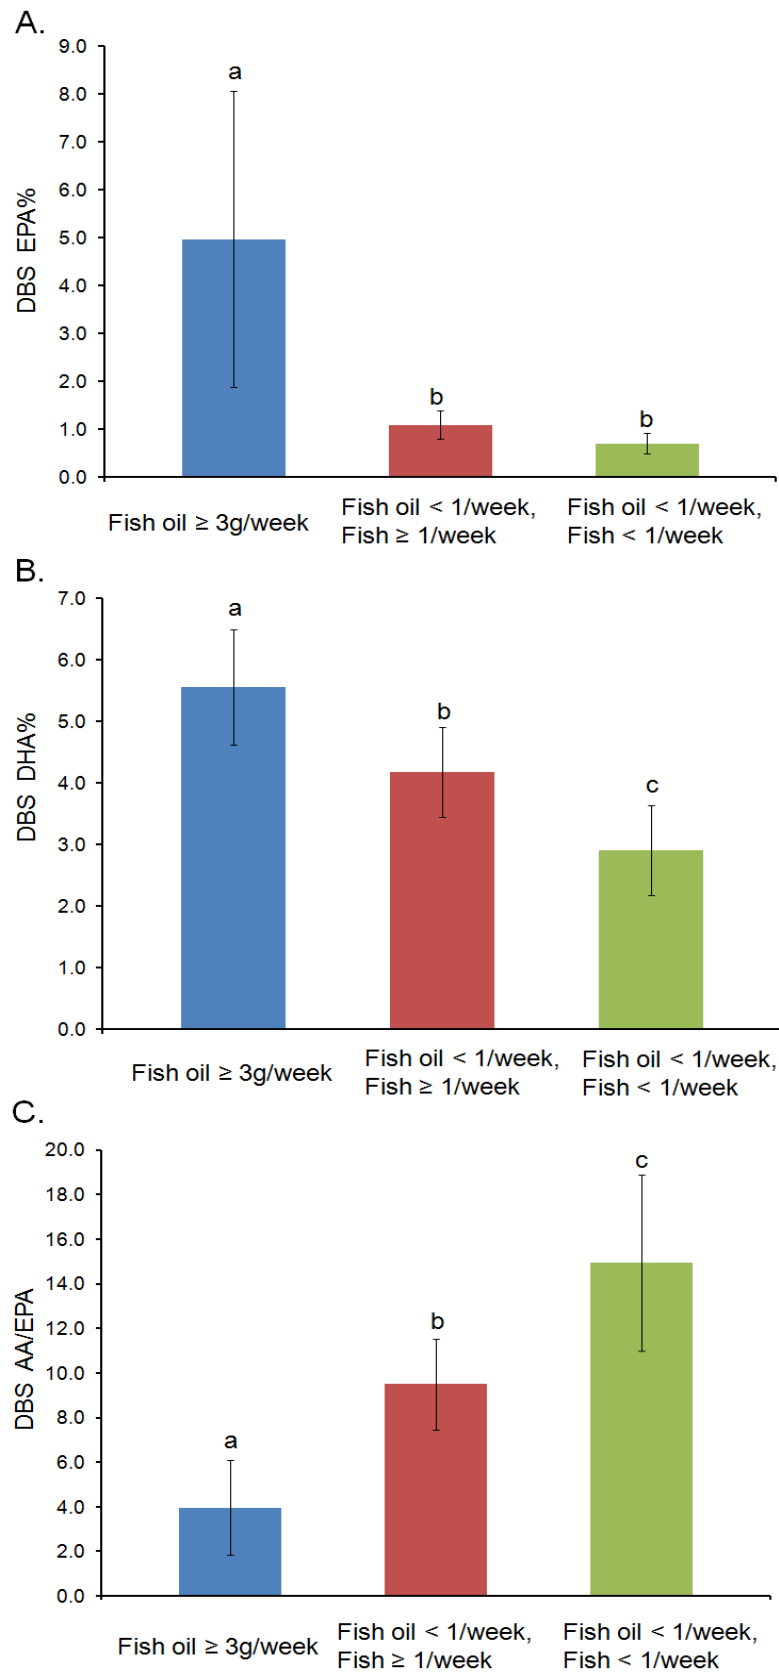 A.
9.0
8.0
7.0
6.0
5.0
4.0
3.0
2.0
1.0
0.0
DBS EPA%
a
b
b
Fish oil ≥ 3g/week
Fish oil < 1/week,
Fish ≥ 1/week
Fish oil < 1/week,
Fish < 1/week
B.
7.0
6.0
5.0
4.0
3.0
2.0
1.0
0.0
DBS DHA%
a
b
c
Fish oil ≥ 3g/week
Fish oil < 1/week,
Fish ≥ 1/week
Fish oil < 1/week,
Fish < 1/week
C.
20.0
18.0
16.0
14.0
12.0
10.0
8.0
6.0
4.0
2.0
0.0
DBS AA/EPA
a
b
c
Fish oil ≥ 3g/week
Fish oil < 1/week,
Fish ≥ 1/week
Fish oil < 1/week,
Fish < 1/week